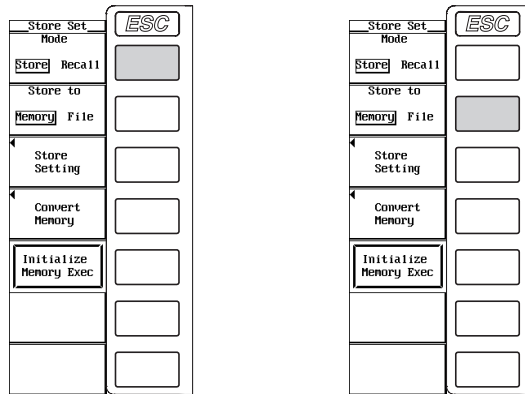 Store Set
ESC
Mode
Store Recall
Store to
Memory File
Store
Setting
Convert
Memory
Initialize
Memory Exec
Store Set
ESC
Mode
Store Recall
Store to
Memory File
Store
Setting
Convert
Memory
Initialize
Memory Exec